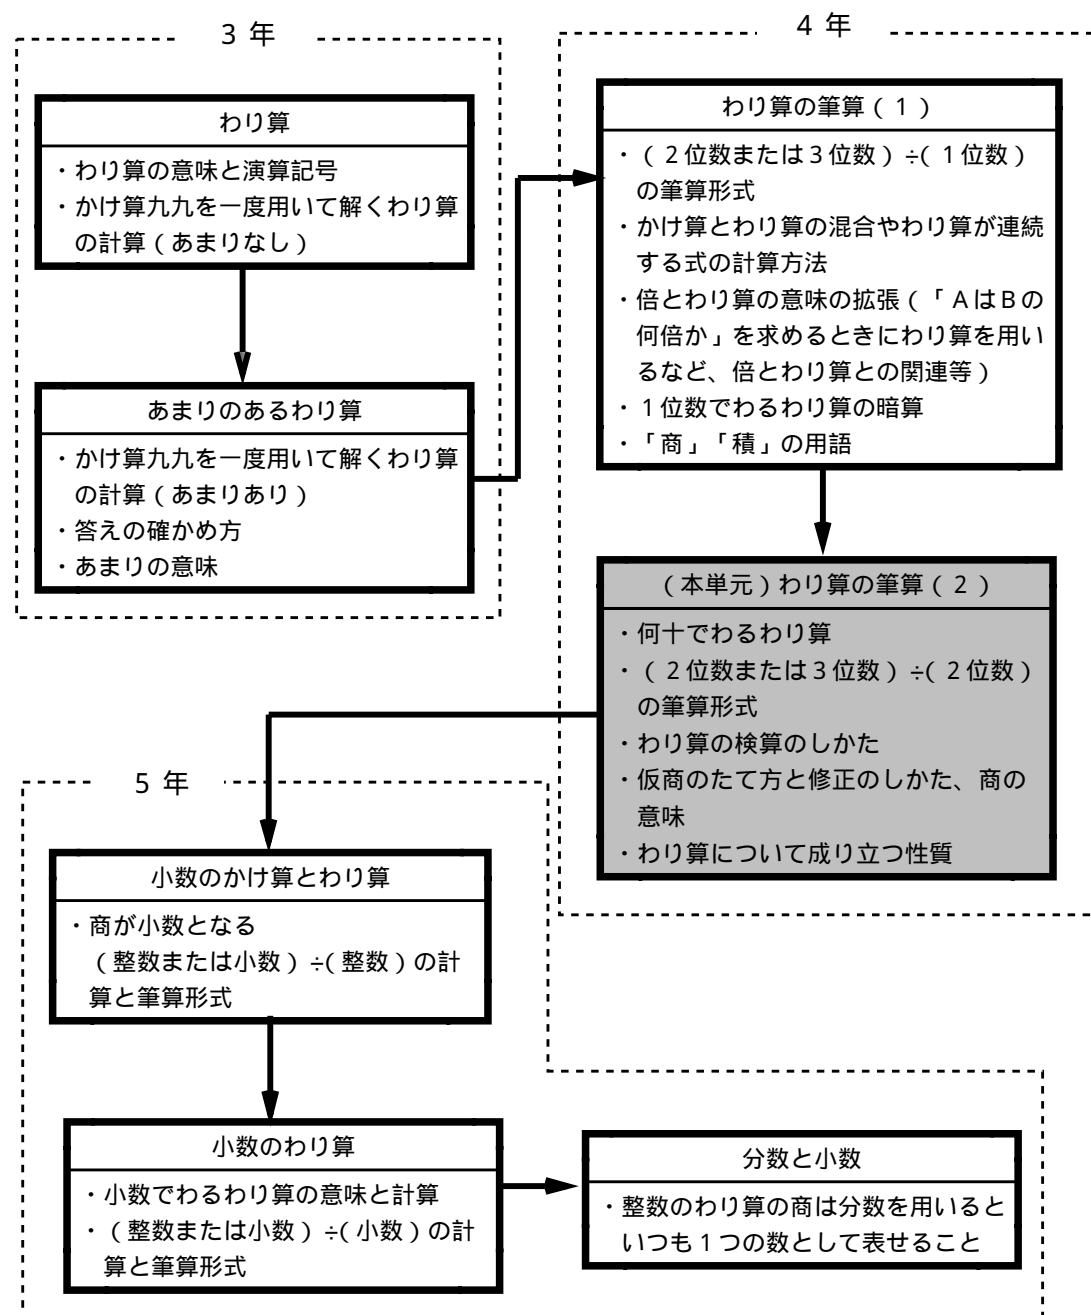 ３ 年
わり算
・わり算の意味と演算記号
・かけ算九九を一度用いて解くわり算
の計算（あまりなし）
あまりのあるわり算
・かけ算九九を一度用いて解くわり算
の計算（あまりあり）
・答えの確かめ方
・あまりの意味
４ 年
わり算の筆算（１）
・（２位数または３位数）÷（１位数）
の筆算形式
・かけ算とわり算の混合やわり算が連続
する式の計算方法
・倍とわり算の意味の拡張（「ＡはＢの
何倍か」を求めるときにわり算を用い
るなど、倍とわり算との関連等）
・１位数でわるわり算の暗算
・「商」「積」の用語
（本単元）わり算の筆算（２）
・何十でわるわり算
・（２位数または３位数）÷（２位数）
の筆算形式
・わり算の検算のしかた
・仮商のたて方と修正のしかた、商の
意味
・わり算について成り立つ性質
５ 年
小数のかけ算とわり算
・商が小数となる
（整数または小数）÷（整数）の計
算と筆算形式
小数のわり算
・小数でわるわり算の意味と計算
・（整数または小数）÷（小数）の計
算と筆算形式
分数と小数
・整数のわり算の商は分数を用いると
いつも１つの数として表せること